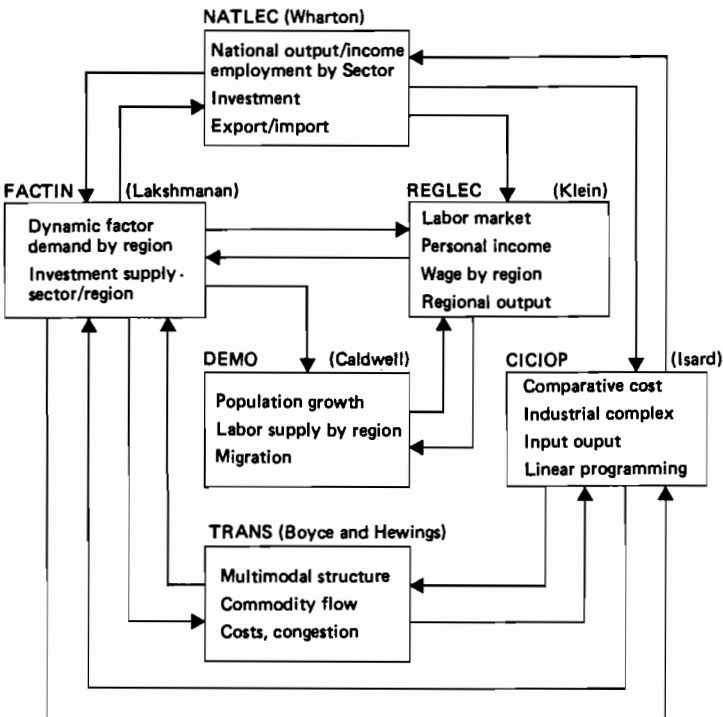 NATLEC (Wharton)
National output/income
employment by Sector
Investment
Export/import
FACTIN (Lakshmanan)
Dynamic factor
demand by region
Investment supply-
sector/region
REGLEC (Klein)
Labor market
Personal income
Wage by region
Regional output
DEMO (Caldwell)
Population growth
Labor supply by region
Migration
CICIOP (Isard)
Comparative cost
Industrial complex
Input ouput
Linear programming
TRANS (Boyce and Hewings)
Multimodal structure
Commodity flow
Costs, congestion